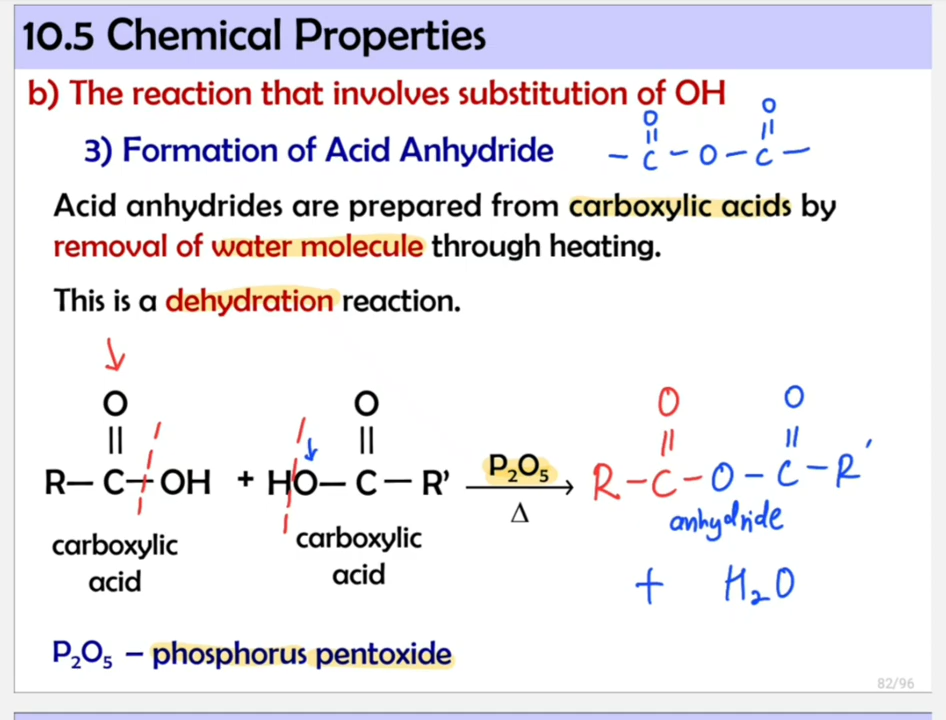 10.5 Chemical Properties
b) The reaction that involves substitution of OH
3) Formation of Acid Anhydride
O O
|| ||
– C – O – C –
Acid anhydrides are prepared from carboxylic acids by
removal of water molecule through heating.
This is a dehydration reaction.
O O O O
|| || || ||
R– C – OH + HO– C – R’ P₂O₅ R – C – O – C – R'
Δ
carboxylic carboxylic anhydride
acid acid + H₂O
P₂O₅ – phosphorus pentoxide
82/96